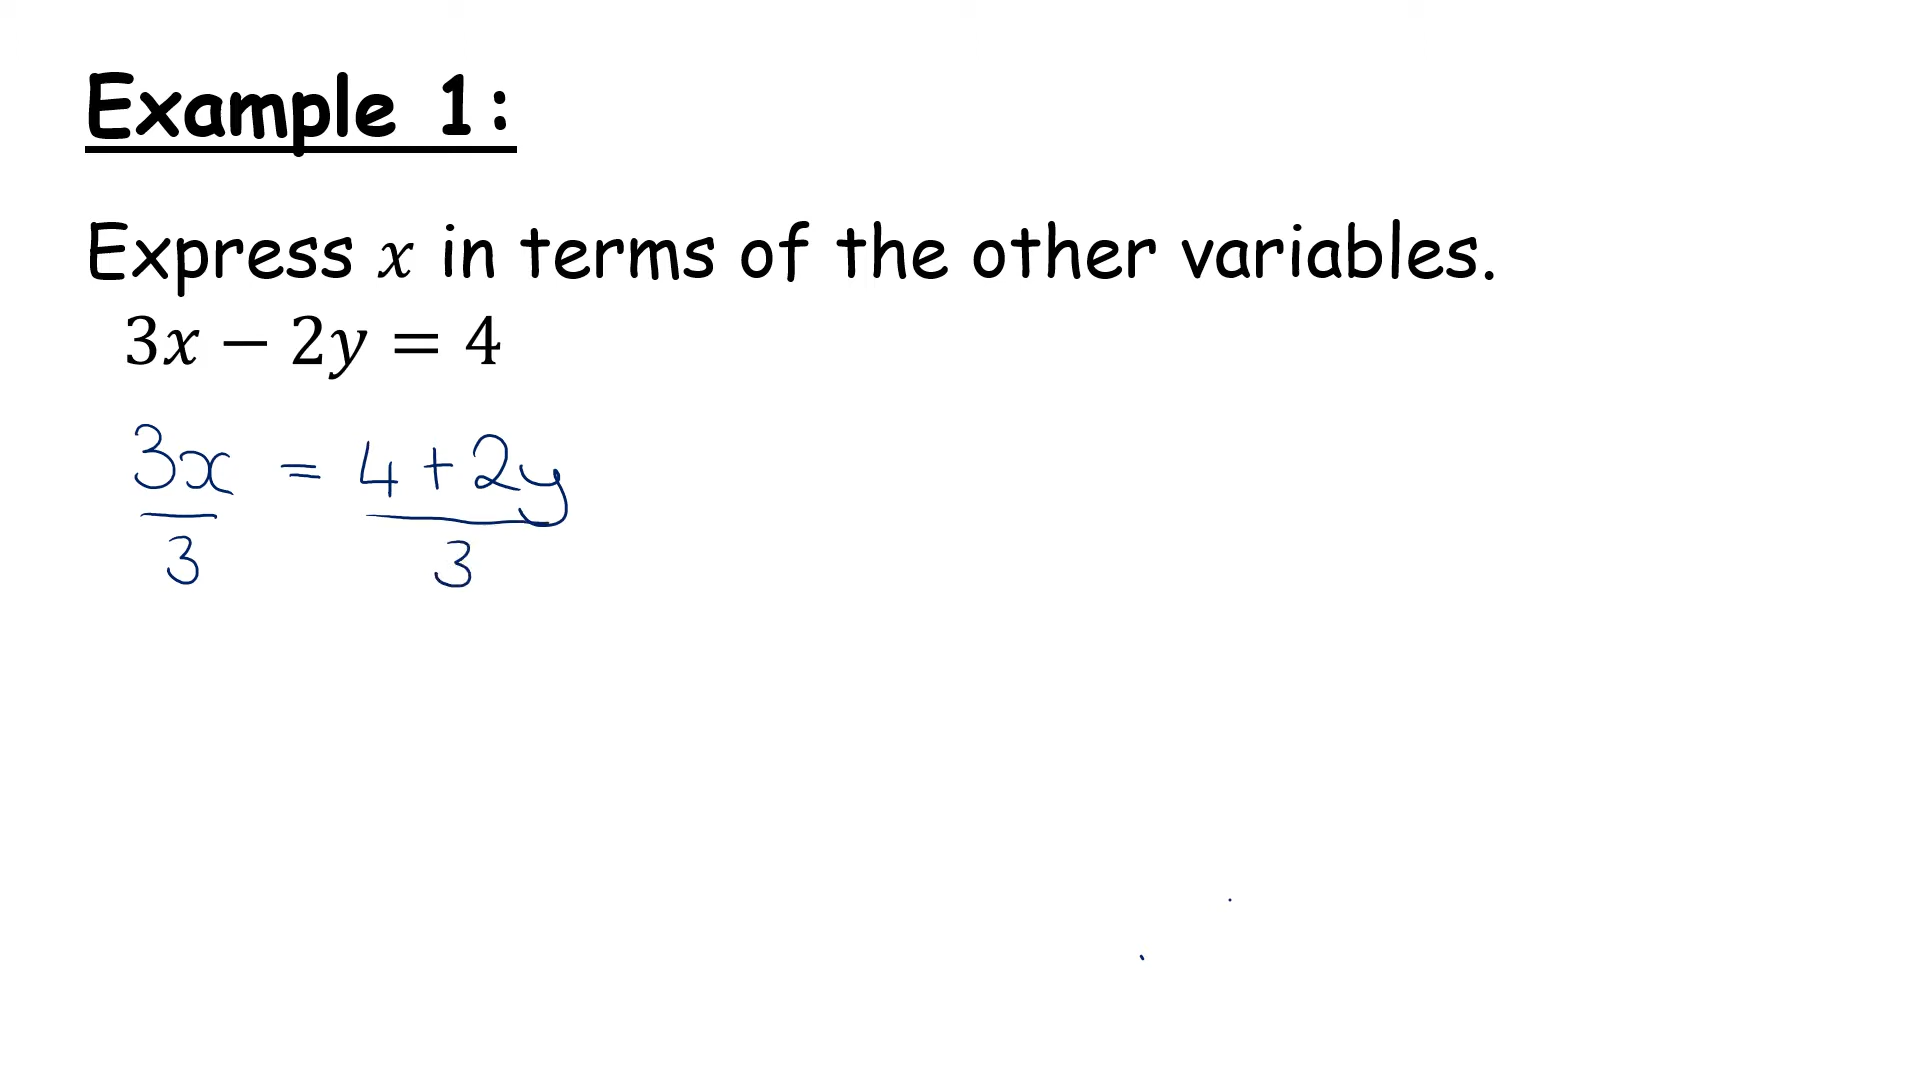 Example 1:
Express x in terms of the other variables.
3x − 2y = 4
3x = 4 + 2y
3 3